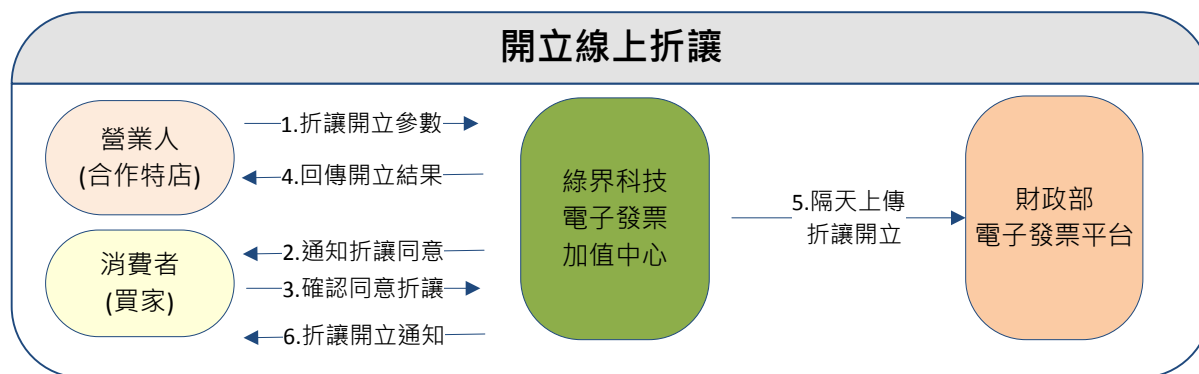 開立線上折讓
營業人
(合作特店)
1.折讓開立參數
4.回傳開立結果
消費者
(買家)
2.通知折讓同意
3.確認同意折讓
6.折讓開立通知
綠界科技
電子發票
加值中心
5.隔天上傳
折讓開立
財政部
電子發票平台